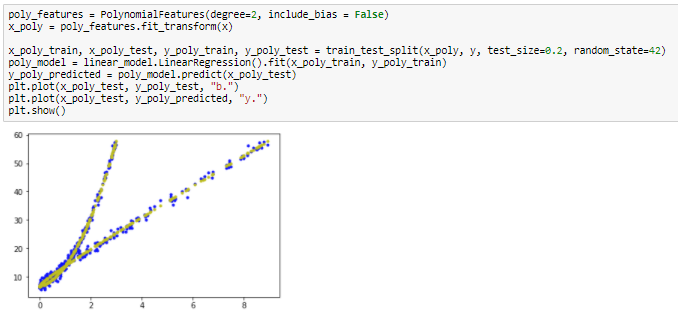 poly_features = PolynomialFeatures(degree=2, include_bias = False)
x_poly = poly_features.fit_transform(x)
x_poly_train, x_poly_test, y_poly_train, y_poly_test = train_test_split(x_poly, y, test_size=0.2, random_state=42)
poly_model = linear_model.LinearRegression().fit(x_poly_train, y_poly_train)
y_poly_predicted = poly_model.predict(x_poly_test)
plt.plot(x_poly_test, y_poly_test, "b.")
plt.plot(x_poly_test, y_poly_predicted, "y.")
plt.show()
60
50
40
30
20
10
0 2 4 6 8